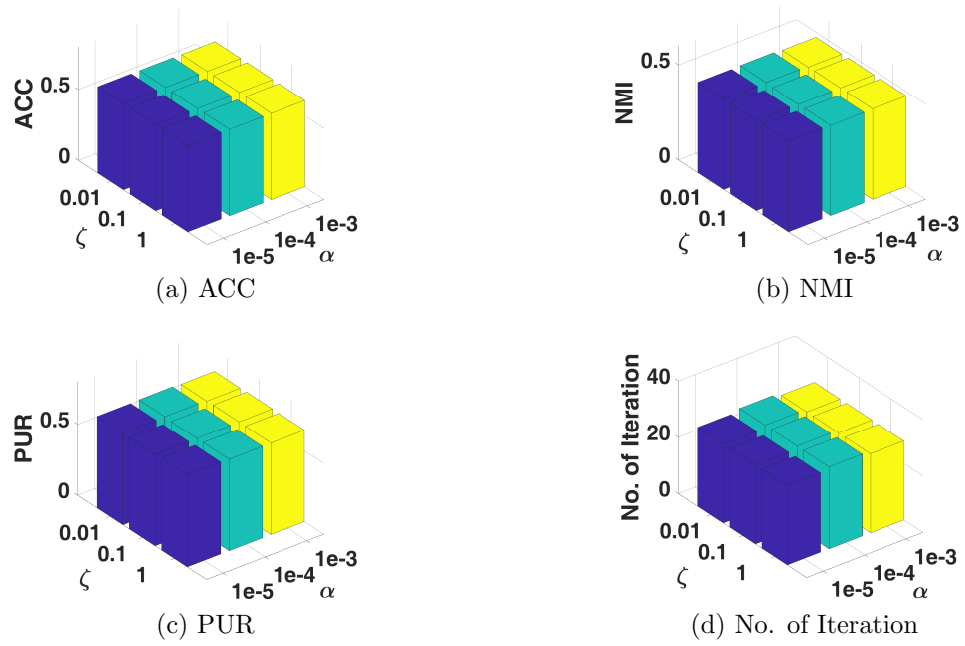 ACC
0.5
0
0.01
0.1
1
ζ
1e-5
1e-4
1e-3
α
(a) ACC
NMI
0.5
0
0.01
0.1
1
ζ
1e-5
1e-4
1e-3
α
(b) NMI
PUR
0.5
0
0.01
0.1
1
ζ
1e-5
1e-4
1e-3
α
(c) PUR
No. of Iteration
40
20
0
0.01
0.1
1
ζ
1e-5
1e-4
1e-3
α
(d) No. of Iteration